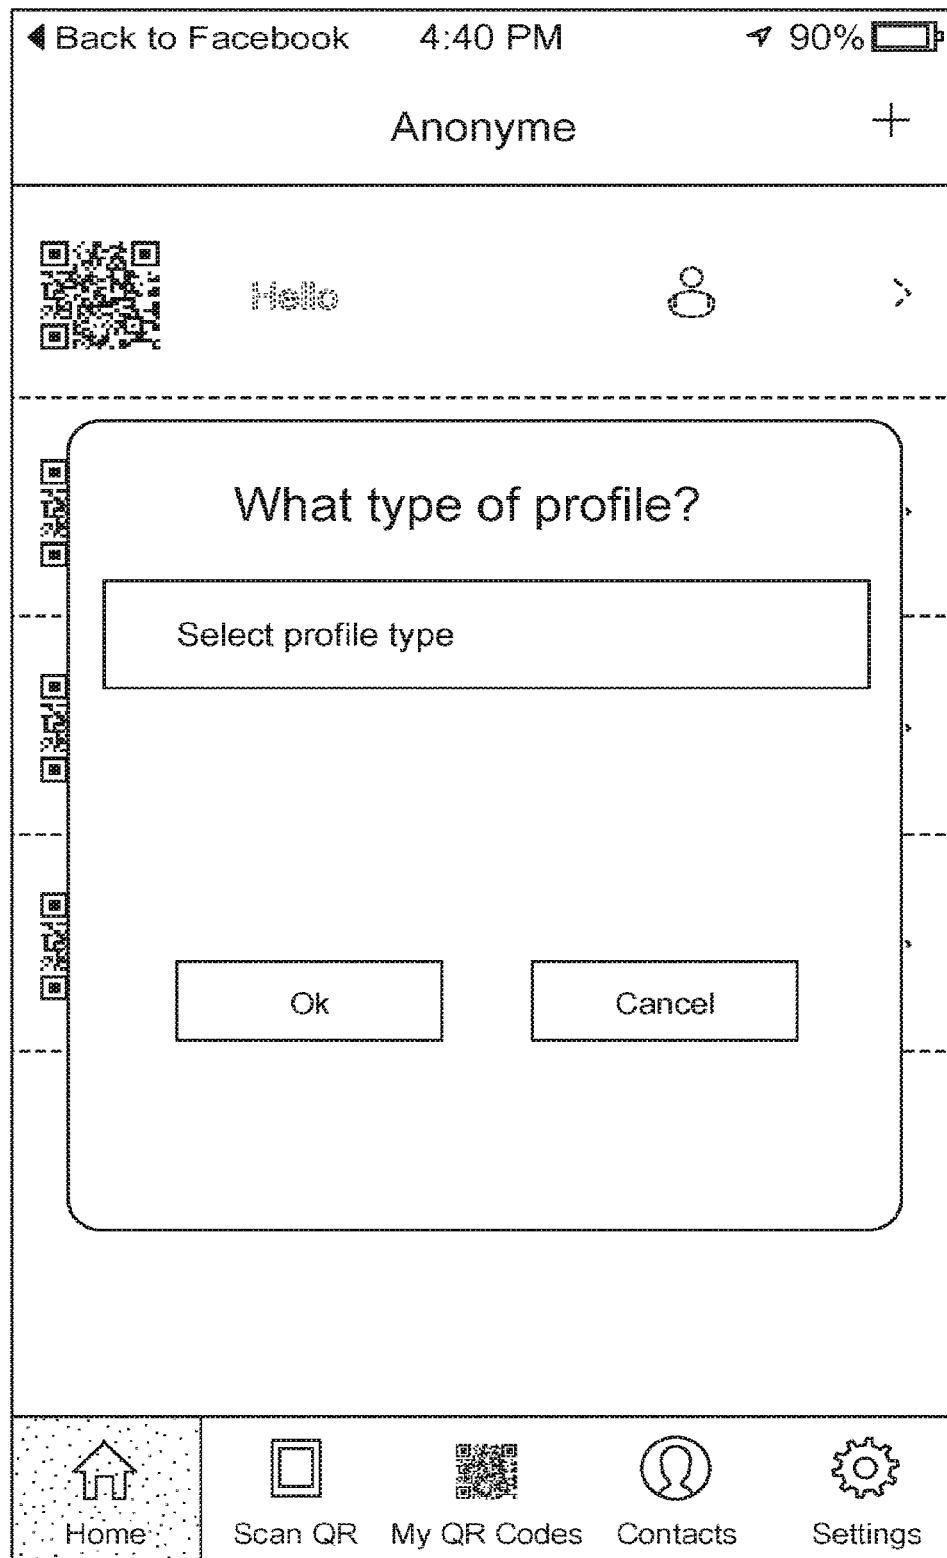 Back to Facebook 4:40 PM 90%
Anonyme +
Hello
What type of profile?
Select profile type
Ok Cancel
Home Scan QR My QR Codes Contacts Settings